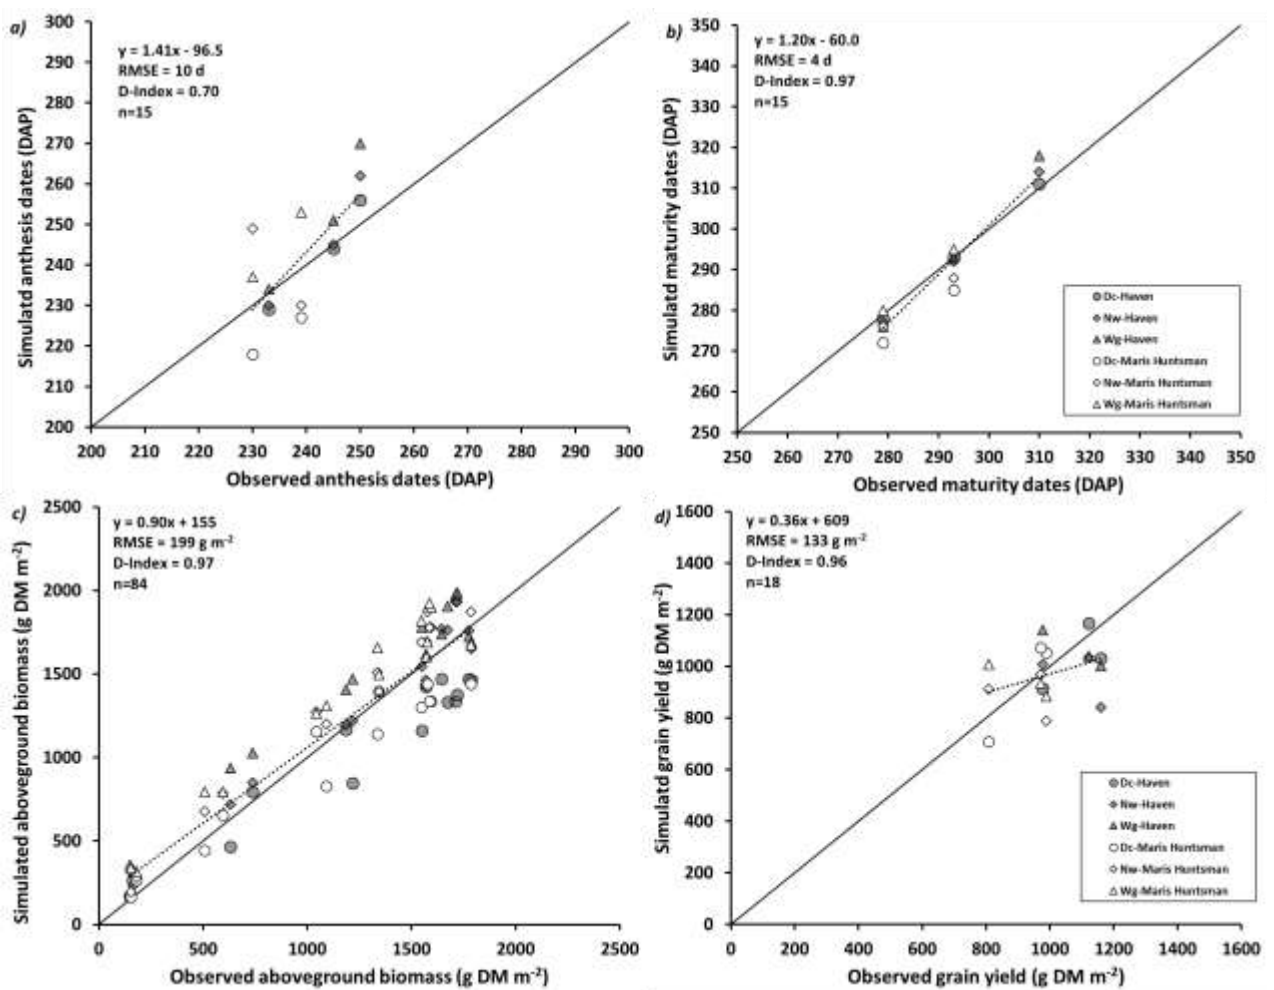 a)
y = 1.41x - 96.5
RMSE = 10 d
D-Index = 0.70
n=15
300
290
280
270
260
250
240
230
220
210
200
Simulatd anthesis dates (DAP)
200 210 220 230 240 250 260 270 280 290 300
Observed anthesis dates (DAP)
b)
y = 1.20x - 60.0
RMSE = 4 d
D-Index = 0.97
n=15
350
340
330
320
310
300
290
280
270
260
250
Simulatd maturity dates (DAP)
Dc-Haven
Nw-Haven
Wg-Haven
Dc-Maris Huntsman
Nw-Maris Huntsman
Wg-Maris Huntsman
250 260 270 280 290 300 310 320 330 340 350
Observed maturity dates (DAP)
c)
y = 0.90x + 155
RMSE = 199 g m-2
D-Index = 0.97
n=84
2500
2000
1500
1000
500
0
Simulated aboveground biomass (g DM m-2)
0 500 1000 1500 2000 2500
Observed aboveground biomass (g DM m-2)
d)
y = 0.36x + 609
RMSE = 133 g m-2
D-Index = 0.96
n=18
1600
1400
1200
1000
800
600
400
200
0
Simulatd grain yield (g DM m-2)
Dc-Haven
Nw-Haven
Wg-Haven
Dc-Maris Huntsman
Nw-Maris Huntsman
Wg-Maris Huntsman
0 200 400 600 800 1000 1200 1400 1600
Observed grain yield (g DM m-2)